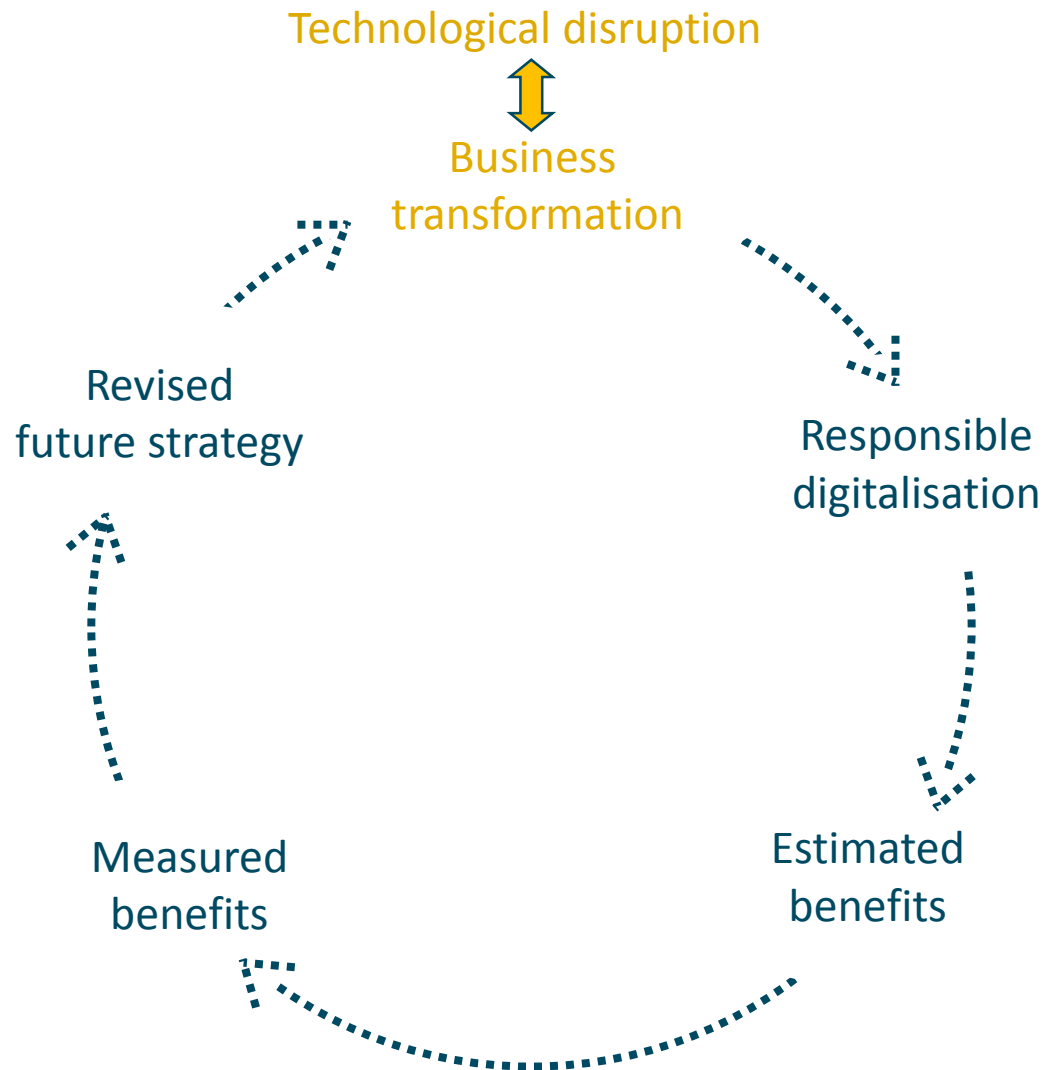 Technological disruption
Business
transformation
Responsible
digitalisation
Estimated
benefits
Measured
benefits
Revised
future strategy